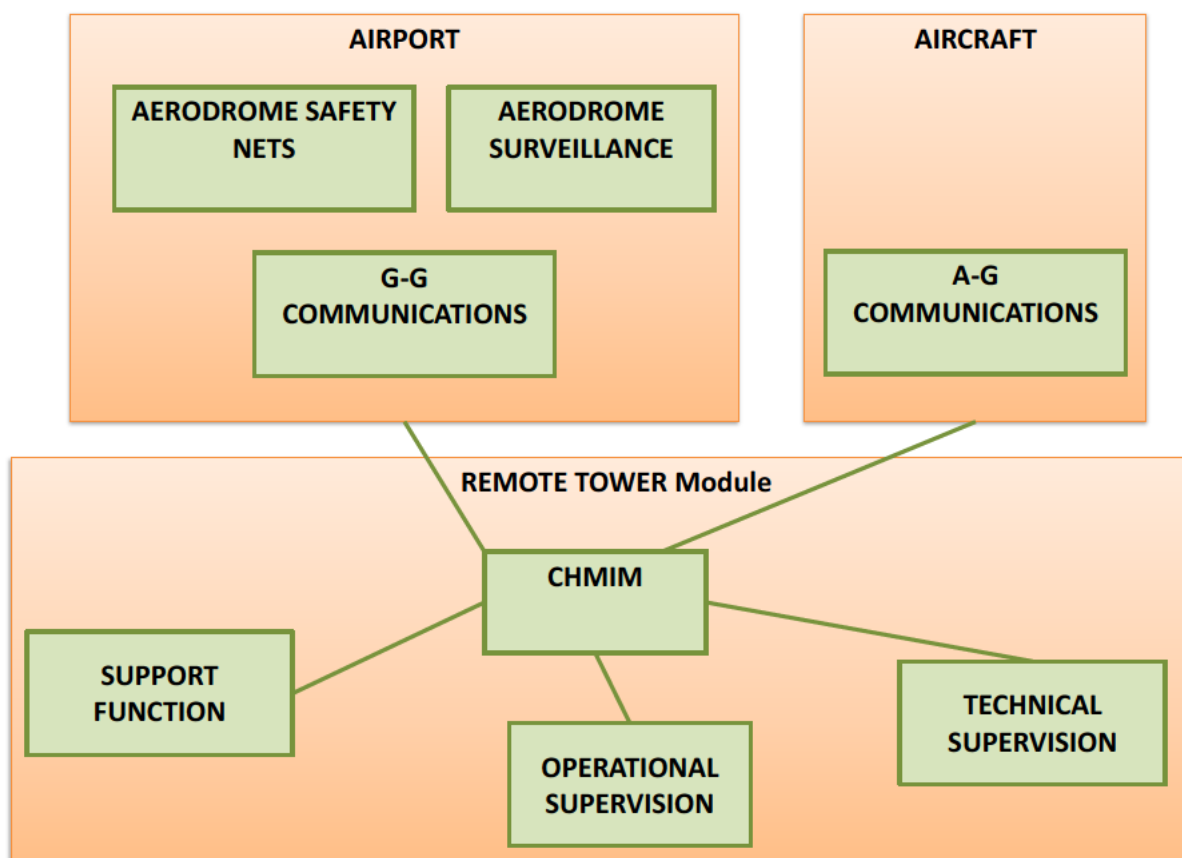 AIRPORT
AERODROME SAFETY
NETS
AERODROME
SURVEILLANCE
G-G
COMMUNICATIONS
AIRCRAFT
A-G
COMMUNICATIONS
REMOTE TOWER Module
CHMIM
SUPPORT
FUNCTION
OPERATIONAL
SUPERVISION
TECHNICAL
SUPERVISION